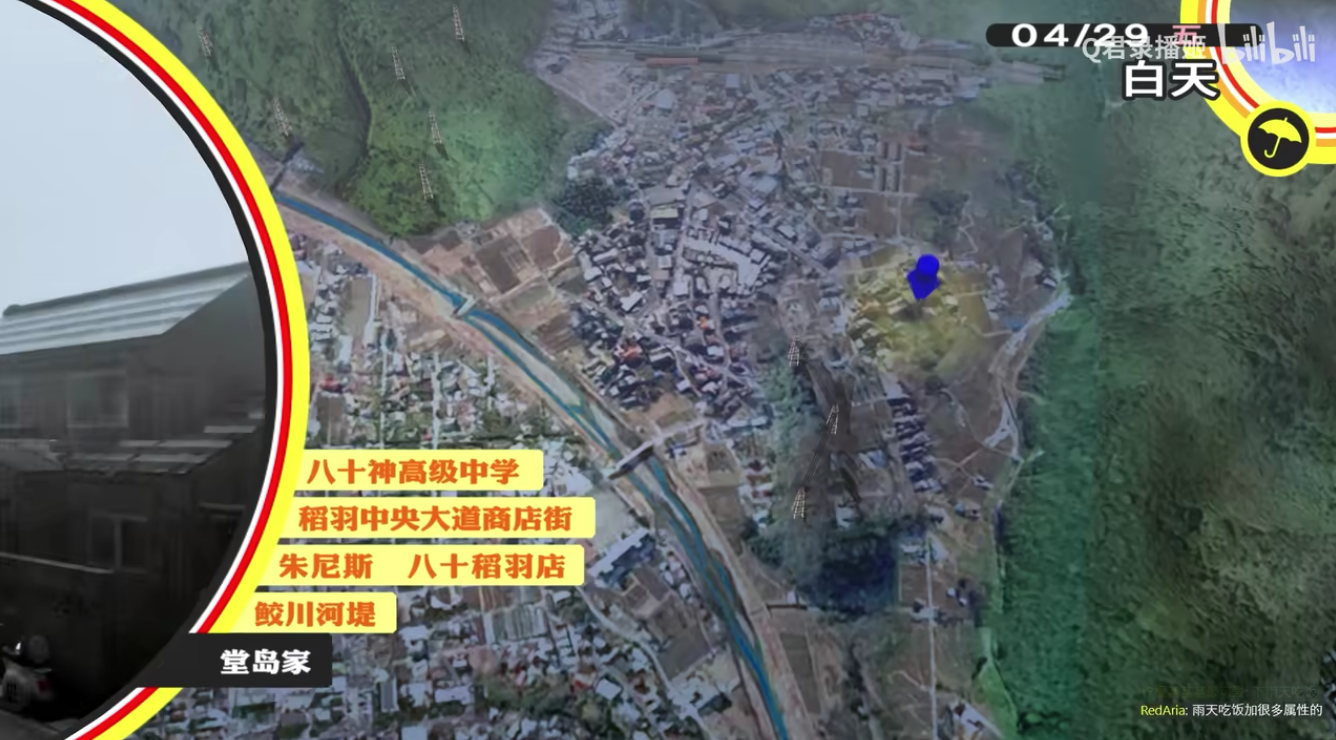 04/29 五
Q君录播姬 bilibili
白天
八十神高级中学
稻羽中央大道商店街
朱尼斯 八十稻羽店
鲛川河堤
堂岛家
RedAria: 雨天吃饭加很多属性的